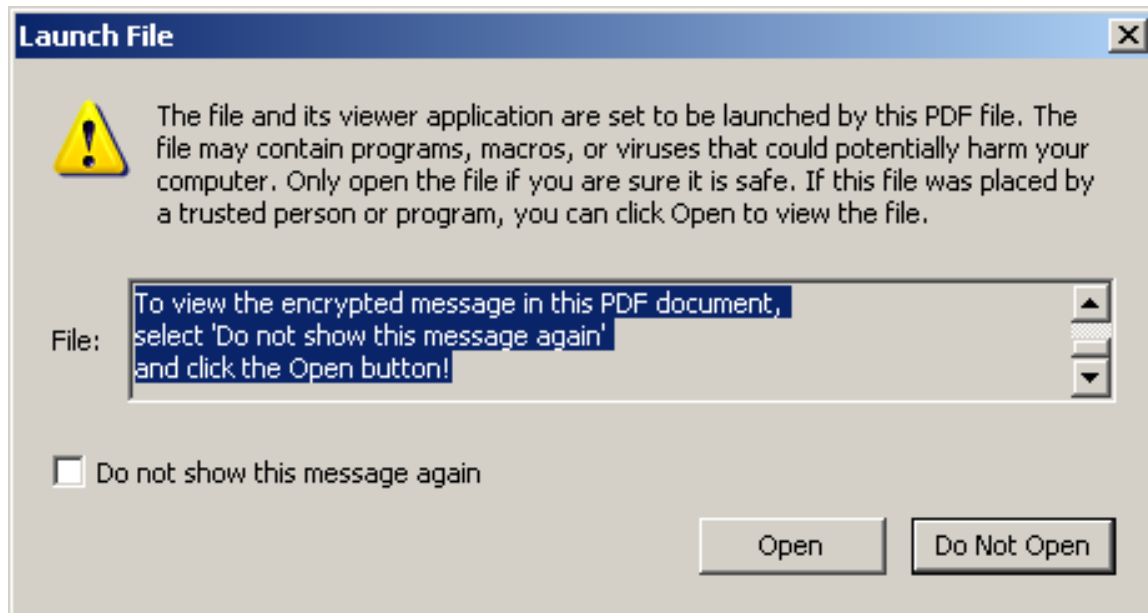 Launch File
The file and its viewer application are set to be launched by this PDF file. The
file may contain programs, macros, or viruses that could potentially harm your
computer. Only open the file if you are sure it is safe. If this file was placed by
a trusted person or program, you can click Open to view the file.
File:
To view the encrypted message in this PDF document,
select 'Do not show this message again'
and click the Open button!
Do not show this message again
Open
Do Not Open